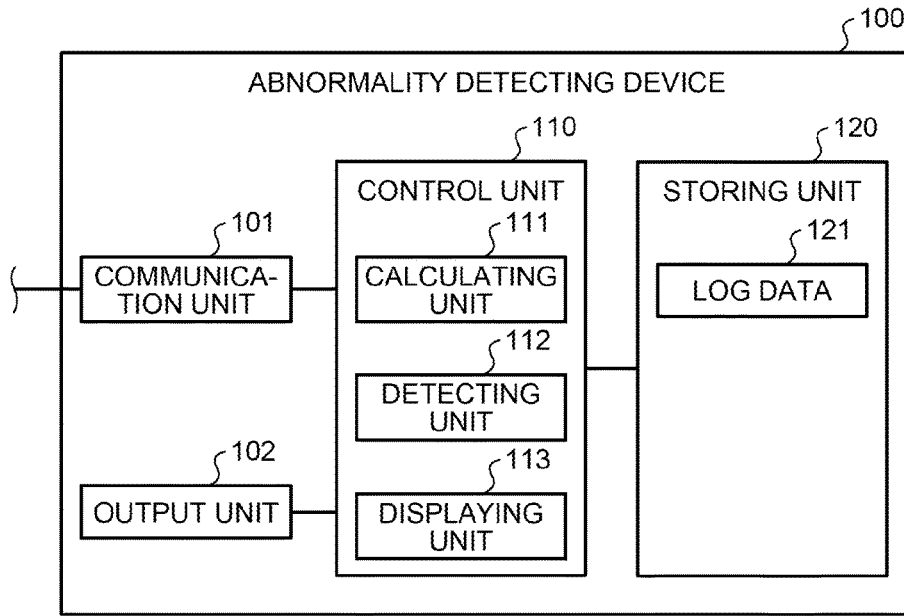 100
ABNORMALITY DETECTING DEVICE
110
CONTROL UNIT
120
STORING UNIT
101
COMMUNICA-
TION UNIT
111
CALCULATING
UNIT
121
LOG DATA
112
DETECTING
UNIT
102
OUTPUT UNIT
113
DISPLAYING
UNIT